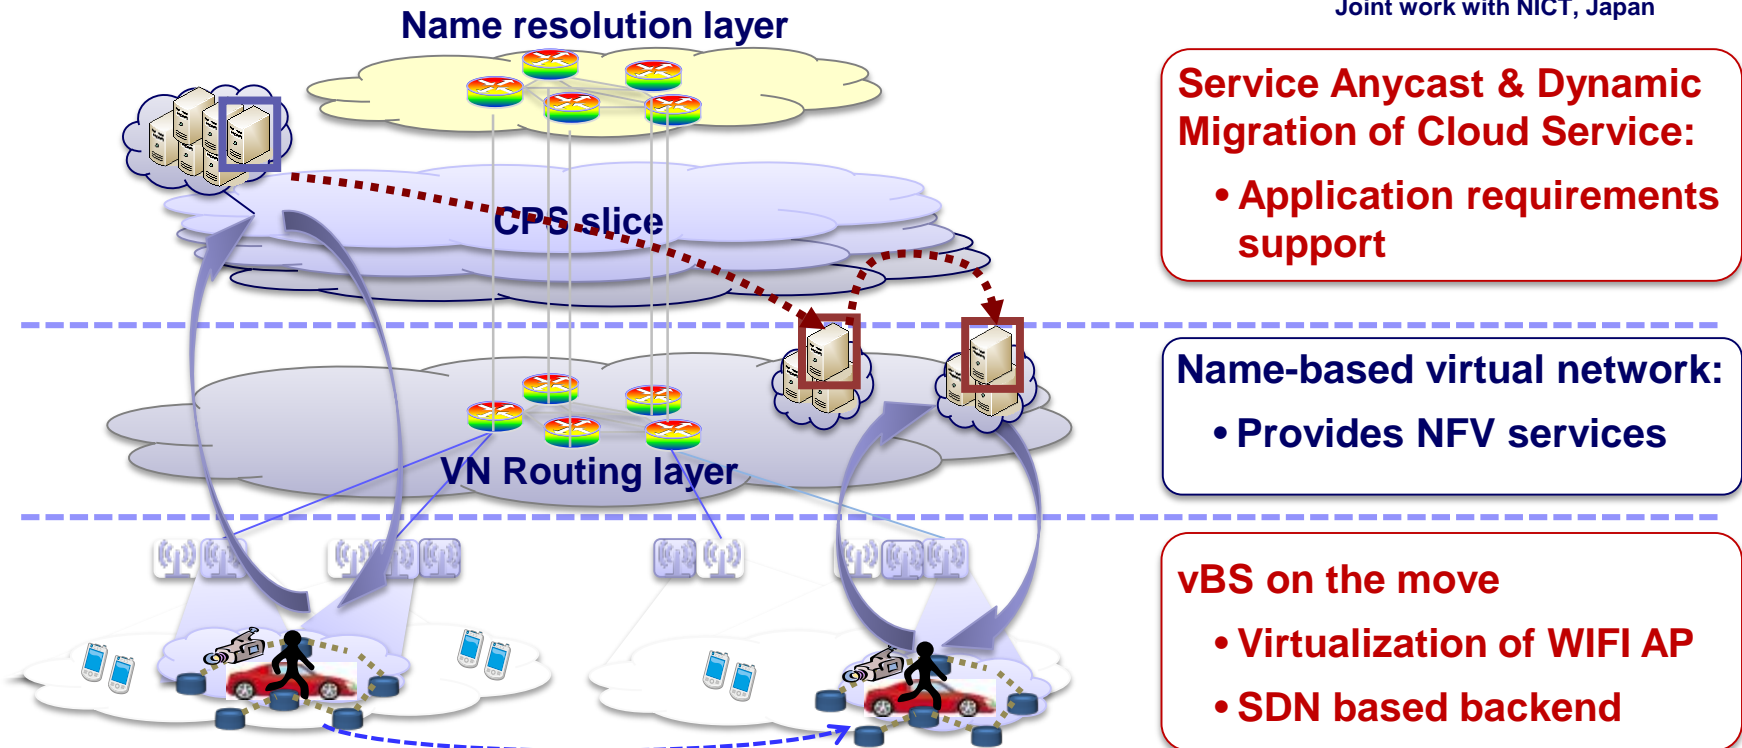 Joint work with NICT, Japan
Name resolution layer
CPS slice
VN Routing layer
Service Anycast & Dynamic
Migration of Cloud Service:
• Application requirements
support
Name-based virtual network:
• Provides NFV services
vBS on the move
• Virtualization of WIFI AP
• SDN based backend